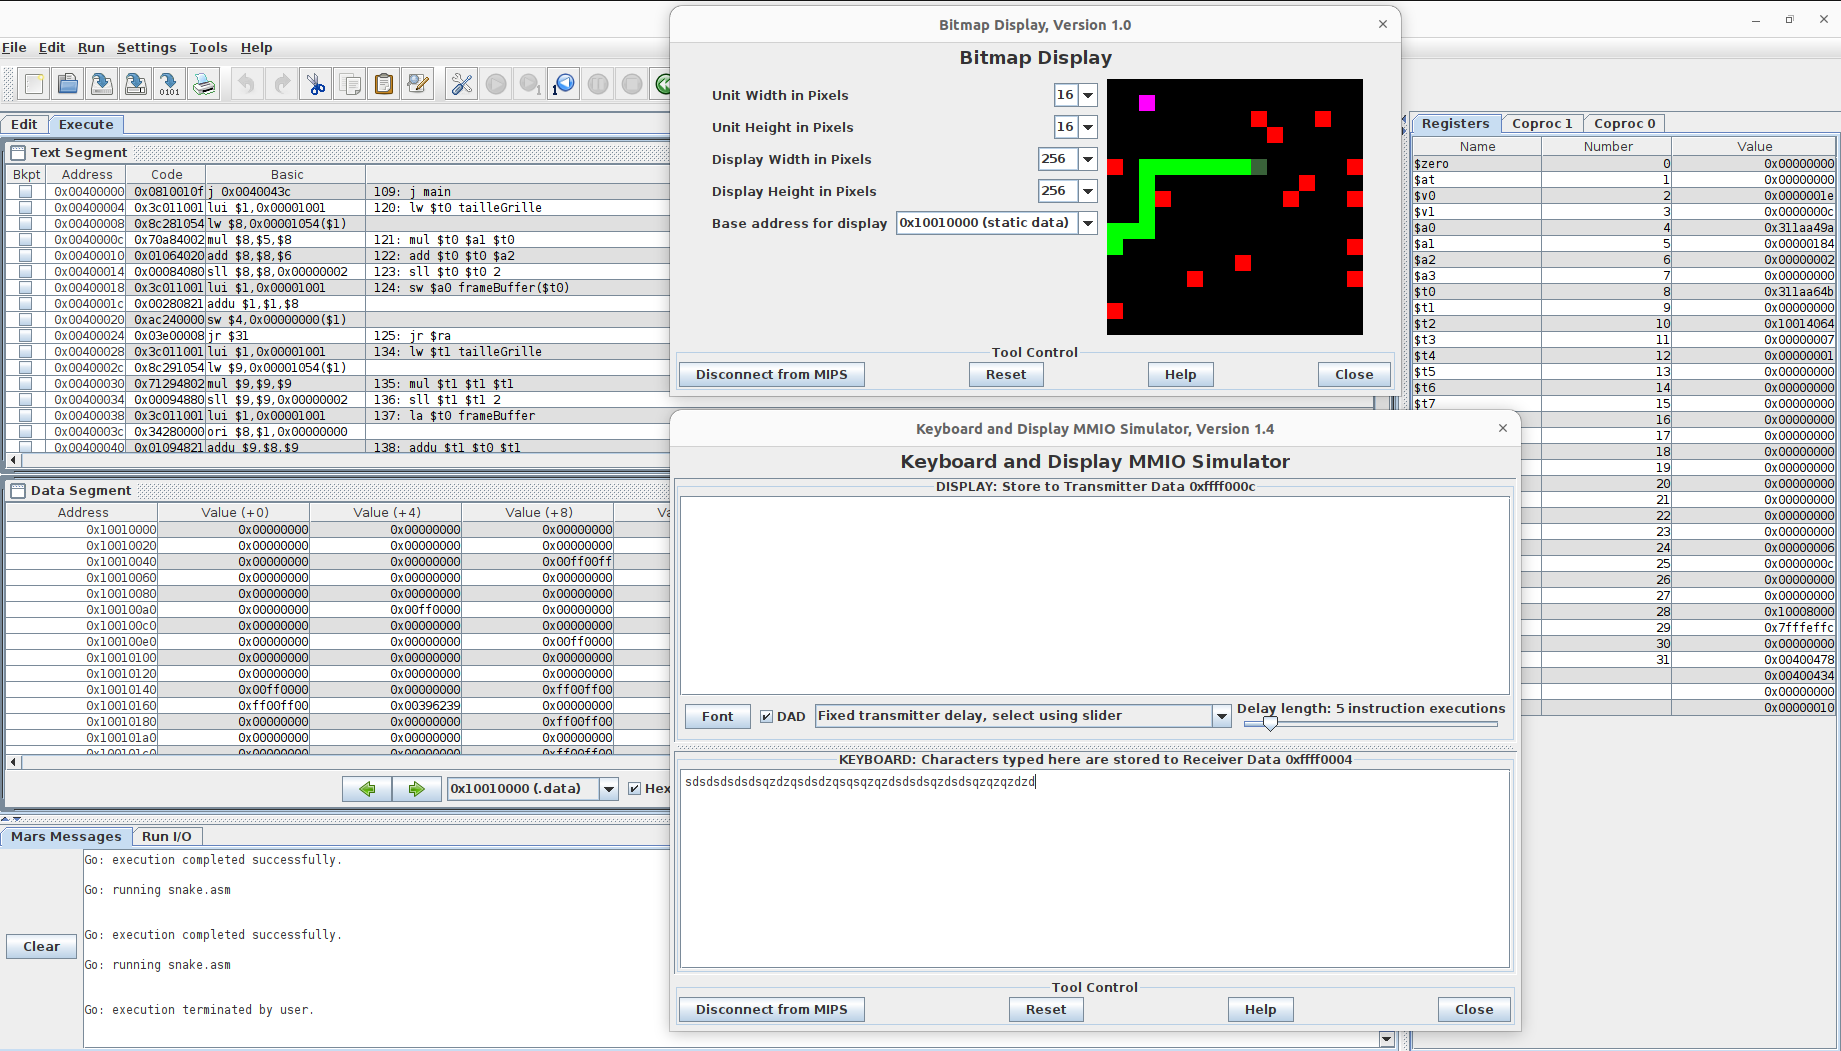 Bitmap Display, Version 1.0
File Edit Run Settings Tools Help
Bitmap Display
Unit Width in Pixels 16
Unit Height in Pixels 16
Display Width in Pixels 256
Display Height in Pixels 256
Base address for display 0x10010000 (static data)
Tool Control
Disconnect from MIPS Reset Help Close
Edit Execute
Text Segment
Bkpt Address Code Basic
0x00400000 0x0810010f j 0x0040043c 109: j main
0x00400004 0x3c011001 lui $1,0x00001001 120: lw $t0 tailleGrille
0x00400008 0x8c281054 lw $8,0x00001054($1)
0x0040000c 0x70a84002 mul $8,$5,$8 121: mul $t0 $a1 $t0
0x00400010 0x01064020 add $8,$8,$6 122: add $t0 $t0 $a2
0x00400014 0x00084080 sll $8,$8,0x00000002 123: sll $t0 $t0 2
0x00400018 0x3c011001 lui $1,0x00001001 124: sw $a0 frameBuffer($t0)
0x0040001c 0x00280821 addu $1,$1,$8
0x00400020 0xac240000 sw $4,0x00000000($1)
0x00400024 0x03e00008 jr $31 125: jr $ra
0x00400028 0x3c011001 lui $1,0x00001001 134: lw $t1 tailleGrille
0x0040002c 0x8c291054 lw $9,0x00001054($1)
0x00400030 0x71294802 mul $9,$9,$9 135: mul $t1 $t1 $t1
0x00400034 0x00094880 sll $9,$9,0x00000002 136: sll $t1 $t1 2
0x00400038 0x3c011001 lui $1,0x00001001 137: la $t0 frameBuffer
0x0040003c 0x34280000 ori $8,$1,0x00000000
0x00400040 0x01094821 addu $9,$8,$9 138: addu $t1 $t0 $t1
Data Segment
Address Value (+0) Value (+4) Value (+8) Va
0x10010000 0x00000000 0x00000000 0x00000000
0x10010020 0x00000000 0x00000000 0x00000000
0x10010040 0x00000000 0x00000000 0x00ff00ff
0x10010060 0x00000000 0x00000000 0x00000000
0x10010080 0x00000000 0x00000000 0x00000000
0x100100a0 0x00000000 0x00ff0000 0x00000000
0x100100c0 0x00000000 0x00000000 0x00000000
0x100100e0 0x00000000 0x00000000 0x00ff0000
0x10010100 0x00000000 0x00000000 0x00000000
0x10010120 0x00000000 0x00000000 0x00000000
0x10010140 0x00ff0000 0x00000000 0xff00ff00
0x10010160 0xff00ff00 0x00396239 0x00000000
0x10010180 0x00000000 0x00000000 0xff00ff00
0x100101a0 0x00000000 0x00000000 0x00000000
0x100101c0 0x00000000 0x00000000 0xff00ff00
0x10010000 (.data) Hex
Mars Messages Run I/O
Go: execution completed successfully.
Go: running snake.asm
Go: execution completed successfully.
Go: running snake.asm
Go: execution terminated by user.
Clear
Keyboard and Display MMIO Simulator, Version 1.4
Keyboard and Display MMIO Simulator
DISPLAY: Store to Transmitter Data 0xffff000c
Font DAD Fixed transmitter delay, select using slider Delay length: 5 instruction executions
KEYBOARD: Characters typed here are stored to Receiver Data 0xffff0004
sdsdsdsdsdsqzdzqsdsdzqsqsqzqzdsdsdsqzdsdsqzqzqzdzd
Tool Control
Disconnect from MIPS Reset Help Close
Registers Coproc 1 Coproc 0
Name Number Value
$zero 0 0x00000000
$at 1 0x00000000
$v0 2 0x0000001e
$v1 3 0x0000000c
$a0 4 0x311aa49a
$a1 5 0x00000184
$a2 6 0x00000002
$a3 7 0x00000000
$t0 8 0x311aa64b
$t1 9 0x00000000
$t2 10 0x10014064
$t3 11 0x00000007
$t4 12 0x00000001
$t5 13 0x00000000
$t6 14 0x00000000
$t7 15 0x00000000
16 0x00000000
17 0x00000000
18 0x00000000
19 0x00000000
20 0x00000000
21 0x00000000
22 0x00000000
23 0x00000000
24 0x00000006
25 0x0000000c
26 0x00000000
27 0x00000000
28 0x10008000
29 0x7fffeffc
30 0x00000000
31 0x00400478
0x00400434
0x00000000
0x00000010